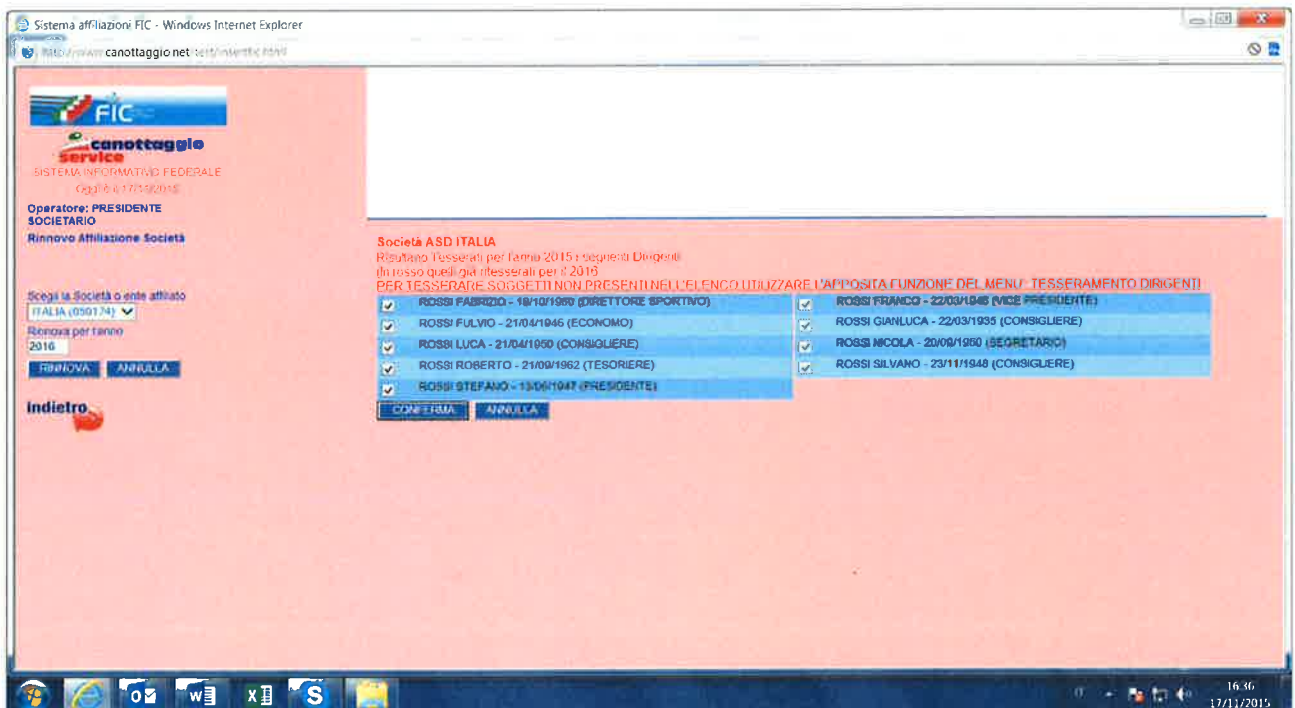 Sistema affiliazioni FIC - Windows Internet Explorer
canottaggio.net
FIC
canottaggio
service
SISTEMA INFORMATIVO FEDERALE
Oggi è il 17/11/2015
Operatore: PRESIDENTE
SOCIETARIO
Rinnovo Affiliazione Società
Scegli la Società o ente affiliato
ITALIA (050174)
Rinnova per l'anno
2016
RINNOVA ANNULLA
Indietro
Società ASD ITALIA
Risultano Tesserati per l'anno 2015 i seguenti Dirigenti
(In rosso quelli già ritesserati per il 2016
PER TESSERARE SOGGETTI NON PRESENTI NELL'ELENCO UTILIZZARE L'APPOSITA FUNZIONE DEL MENU': TESSERAMENTO DIRIGENTI
ROSSI FABRIZIO - 19/10/1960 (DIRETTORE SPORTIVO) ROSSI FRANCO - 22/03/1946 (VICE PRESIDENTE)
ROSSI FULVIO - 21/04/1946 (ECONOMO) ROSSI GIANLUCA - 22/03/1935 (CONSIGLIERE)
ROSSI LUCA - 21/04/1950 (CONSIGLIERE) ROSSI NICOLA - 20/09/1950 (SEGRETARIO)
ROSSI ROBERTO - 21/09/1962 (TESORIERE) ROSSI SILVANO - 23/11/1948 (CONSIGLIERE)
ROSSI STEFANO - 13/06/1947 (PRESIDENTE)
CONFERMA ANNULLA
16:36
17/11/2015